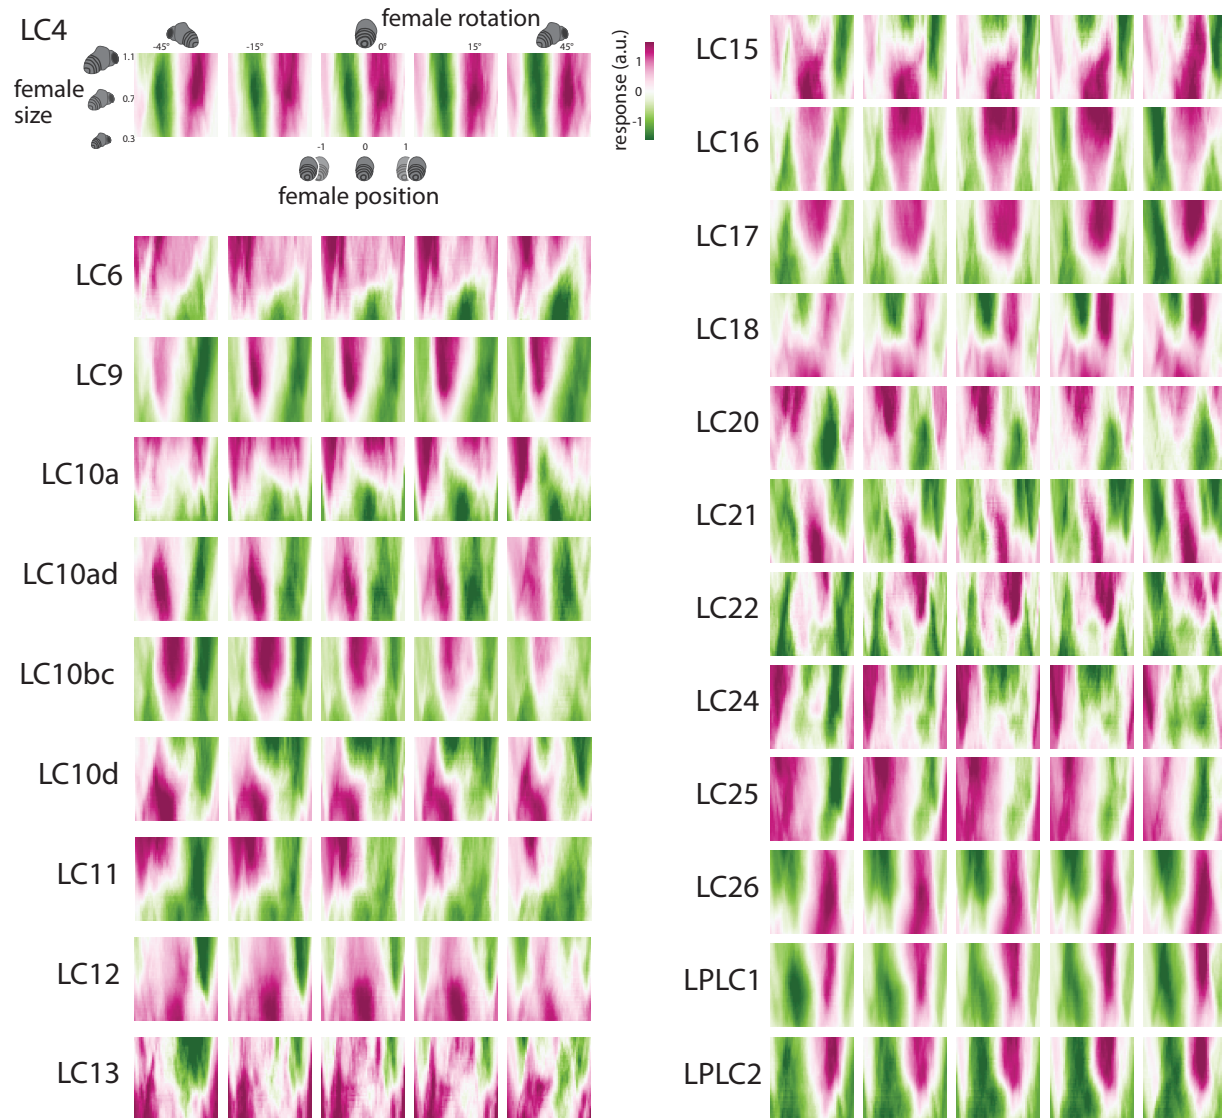 LC4
female rotation
-45°
-15°
0°
15°
45°
female
size
1.1
0.7
0.3
-1
0
1
female position
response (a.u.)
1
0
-1
LC6
LC9
LC10a
LC10ad
LC10bc
LC10d
LC11
LC12
LC13
LC15
LC16
LC17
LC18
LC20
LC21
LC22
LC24
LC25
LC26
LPLC1
LPLC2